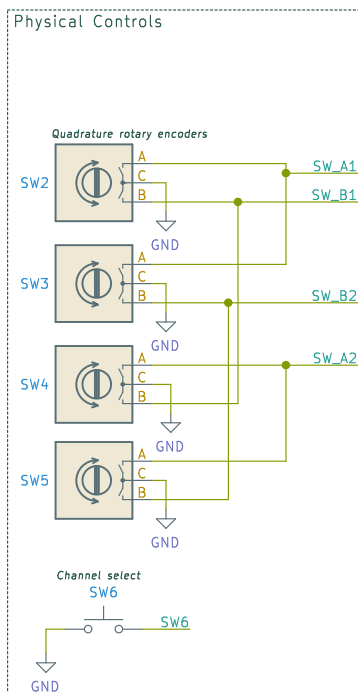 Physical Controls
Quadrature rotary encoders
A
SW_A1
SW2
C
B
SW_B1
GND
A
SW3
C
B
SW_B2
GND
A
SW_A2
SW4
C
B
GND
A
SW5
C
B
GND
Channel select
SW6
SW6
GND